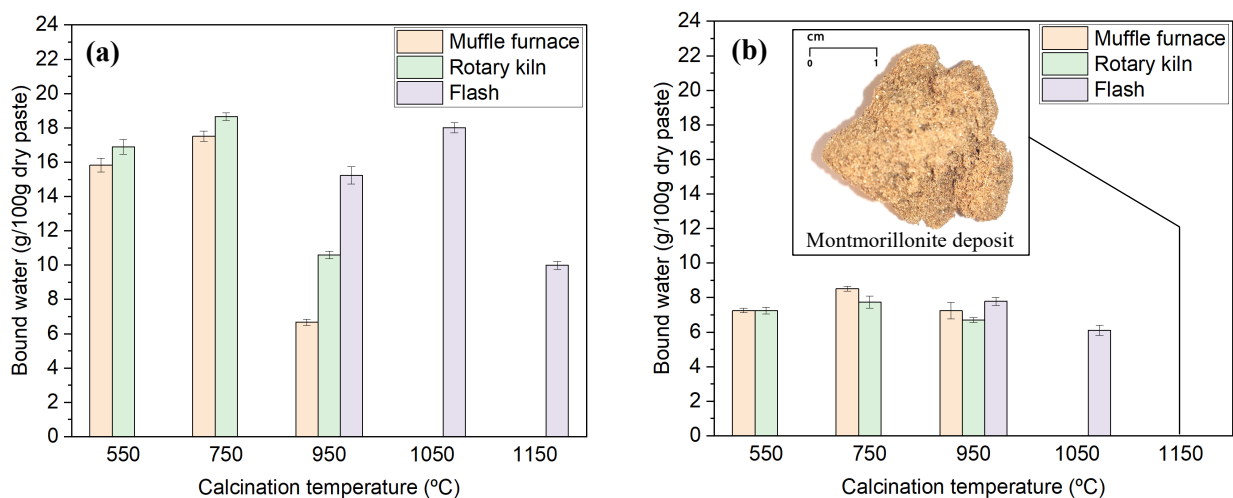 (a)
Muffle furnace
Rotary kiln
Flash
Bound water (g/100g dry paste)
24
22
20
18
16
14
12
10
8
6
4
2
0
550 750 950 1050 1150
Calcination temperature (ºC)
(b)
cm
0 1
Montmorillonite deposit
Muffle furnace
Rotary kiln
Flash
Bound water (g/100g dry paste)
24
22
20
18
16
14
12
10
8
6
4
2
0
550 750 950 1050 1150
Calcination temperature (ºC)